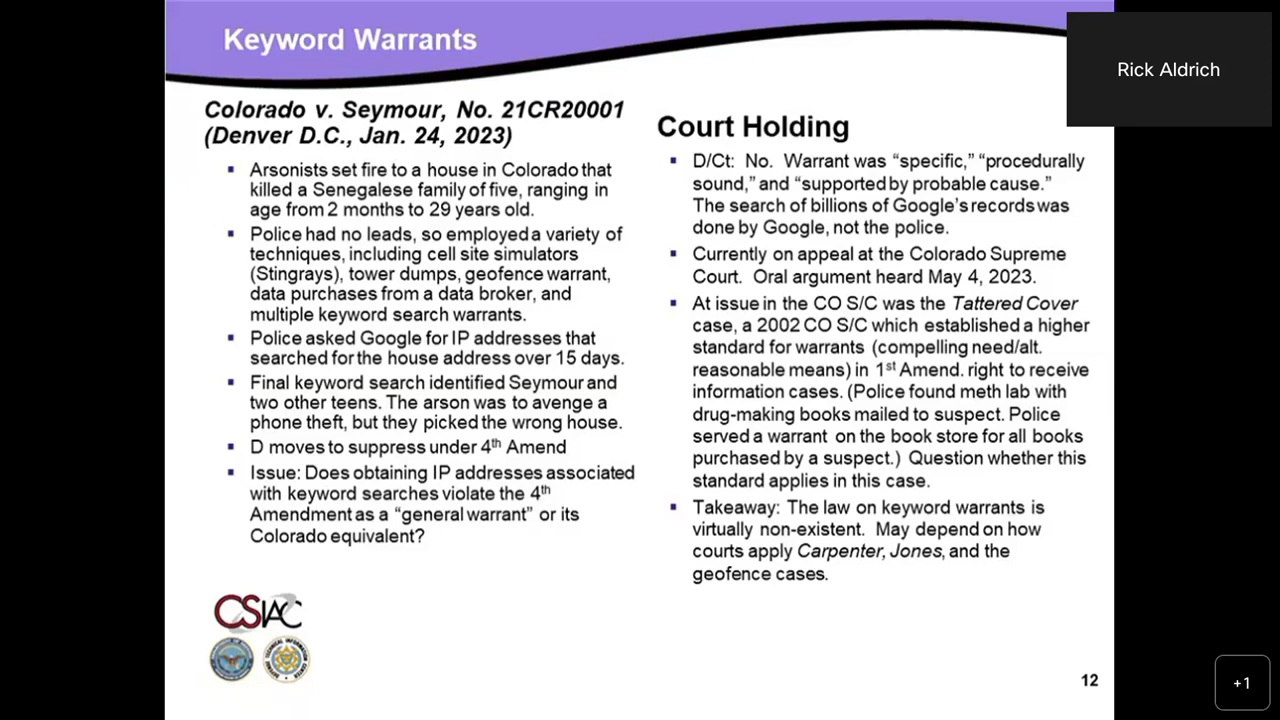 Keyword Warrants
Rick Aldrich
Colorado v. Seymour, No. 21CR20001
(Denver D.C., Jan. 24, 2023)
Arsonists set fire to a house in Colorado that
killed a Senegalese family of five, ranging in
age from 2 months to 29 years old.
Police had no leads, so employed a variety of
techniques, including cell site simulators
(Stingrays), tower dumps, geofence warrant,
data purchases from a data broker, and
multiple keyword search warrants.
Police asked Google for IP addresses that
searched for the house address over 15 days.
Final keyword search identified Seymour and
two other teens. The arson was to avenge a
phone theft, but they picked the wrong house.
D moves to suppress under 4th Amend
Issue: Does obtaining IP addresses associated
with keyword searches violate the 4th
Amendment as a “general warrant” or its
Colorado equivalent?
Court Holding
D/Ct: No. Warrant was “specific,” “procedurally
sound,” and “supported by probable cause.”
The search of billions of Google’s records was
done by Google, not the police.
Currently on appeal at the Colorado Supreme
Court. Oral argument heard May 4, 2023.
At issue in the CO S/C was the Tattered Cover
case, a 2002 CO S/C which established a higher
standard for warrants (compelling need/alt.
reasonable means) in 1st Amend. right to receive
information cases. (Police found meth lab with
drug-making books mailed to suspect. Police
served a warrant on the book store for all books
purchased by a suspect.) Question whether this
standard applies in this case.
Takeaway: The law on keyword warrants is
virtually non-existent. May depend on how
courts apply Carpenter, Jones, and the
geofence cases.
CSIAC
12
+1